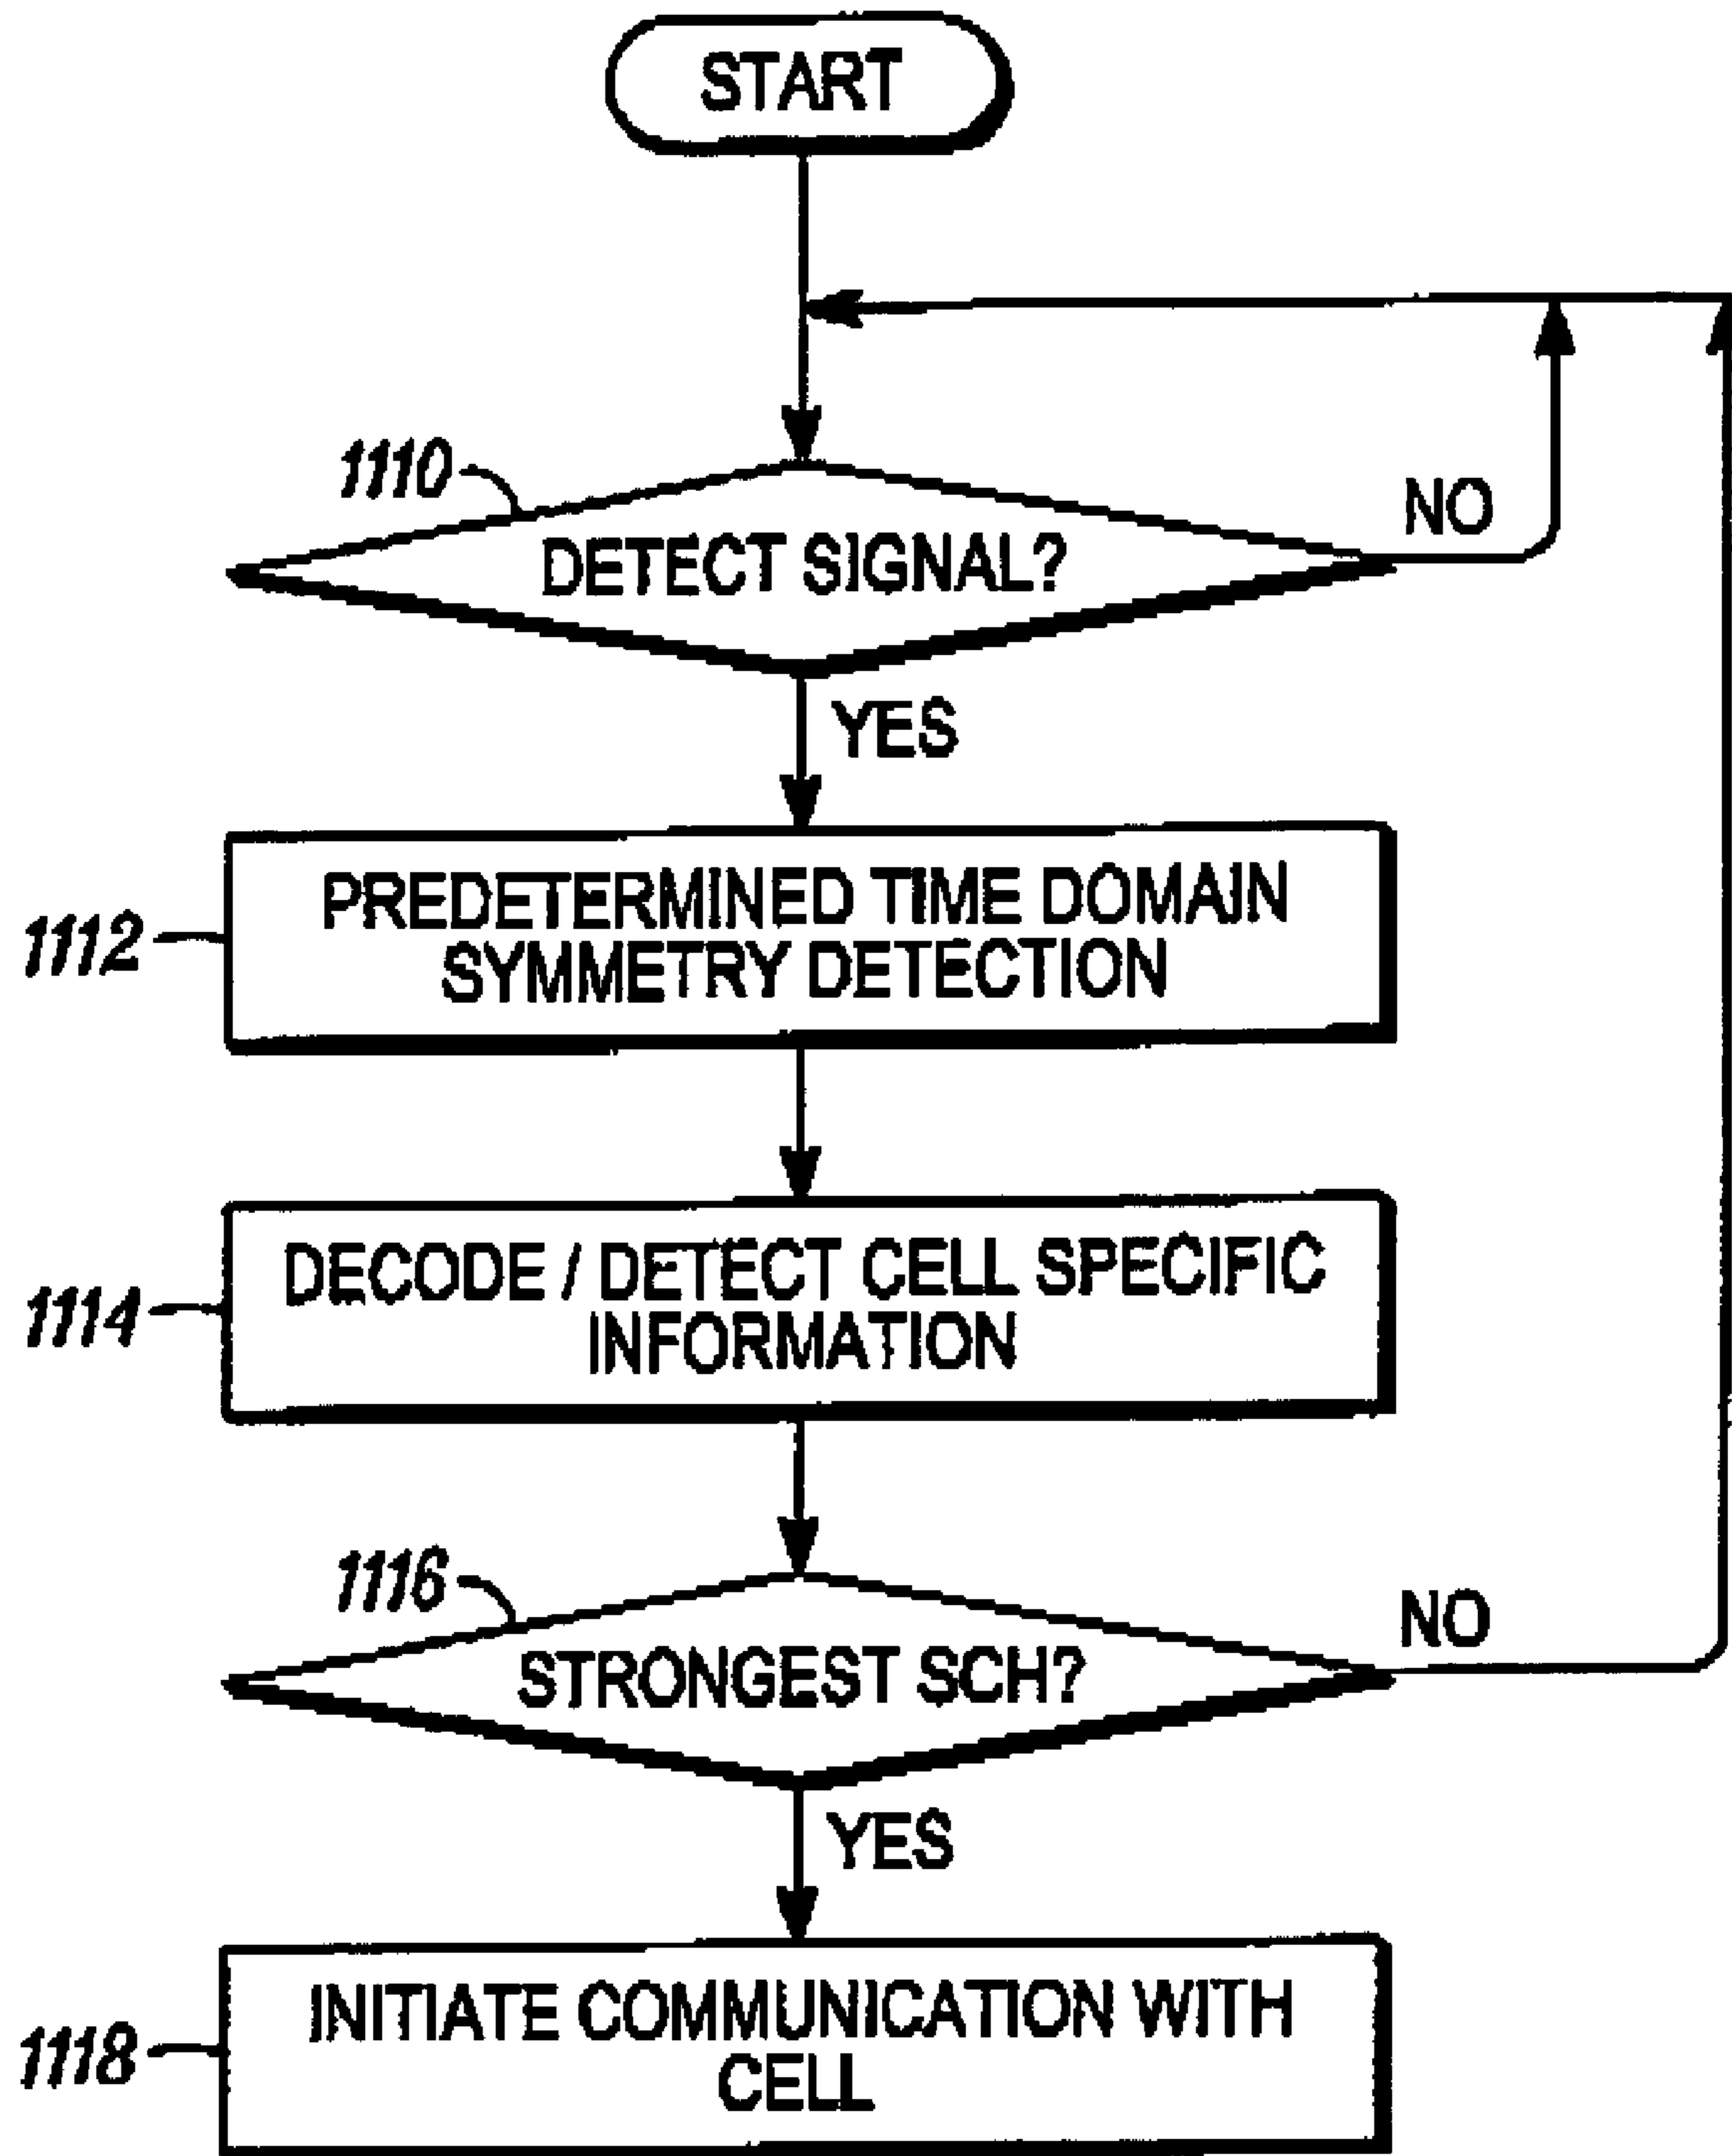 START
1110
DETECT SIGNAL?
NO
YES
1112
PREDETERMINED TIME DOMAIN
SYMMETRY DETECTION
1114
DECODE / DETECT CELL SPECIFIC
INFORMATION
1116
STRONGEST SCH?
NO
YES
1118
INITIATE COMMUNICATION WITH
CELL